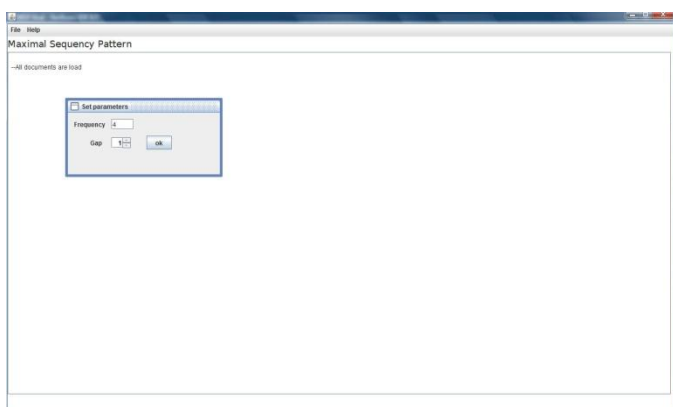 File Help
Maximal Sequency Pattern
--All documents are load
Set parameters
Frequency 4
Gap 1
ok